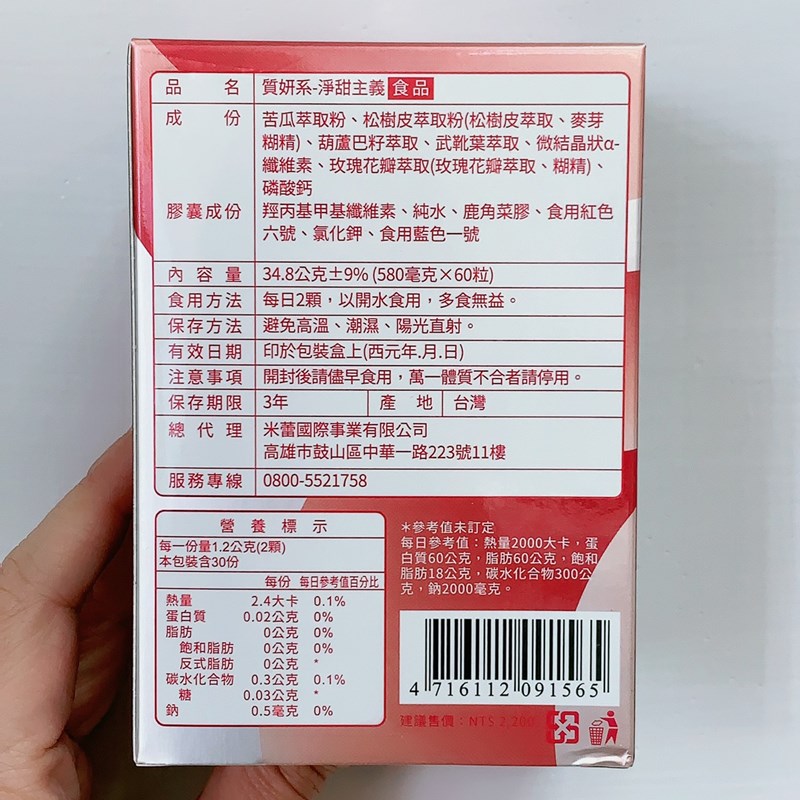 品名 質妍系-淨甜主義 食品
成份 苦瓜萃取粉、松樹皮萃取粉(松樹皮萃取、麥芽
糊精)、葫蘆巴籽萃取、武靴葉萃取、微結晶狀α-
纖維素、玫瑰花瓣萃取(玫瑰花瓣萃取、糊精)、
磷酸鈣
膠囊成份 羥丙基甲基纖維素、純水、鹿角菜膠、食用紅色
六號、氯化鉀、食用藍色一號
內容量 34.8公克±9% (580毫克×60粒)
食用方法 每日2顆，以開水食用，多食無益。
保存方法 避免高溫、潮濕、陽光直射。
有效日期 印於包裝盒上(西元年.月.日)
注意事項 開封後請儘早食用，萬一體質不合者請停用。
保存期限 3年 產地 台灣
總代理 米蕾國際事業有限公司
高雄市鼓山區中華一路223號11樓
服務專線 0800-5521758
營養標示
每一份量1.2公克(2顆)
本包裝含30份
每份 每日參考值百分比
熱量 2.4大卡 0.1%
蛋白質 0.02公克 0%
脂肪 0公克 0%
飽和脂肪 0公克 0%
反式脂肪 0公克 *
碳水化合物 0.3公克 0.1%
糖 0.03公克 *
鈉 0.5毫克 0%
＊參考值未訂定
每日參考值：熱量2000大卡，蛋
白質60公克，脂肪60公克，飽和
脂肪18公克，碳水化合物300公
克，鈉2000毫克。
4 716112 091565
建議售價：NT$ 2,200